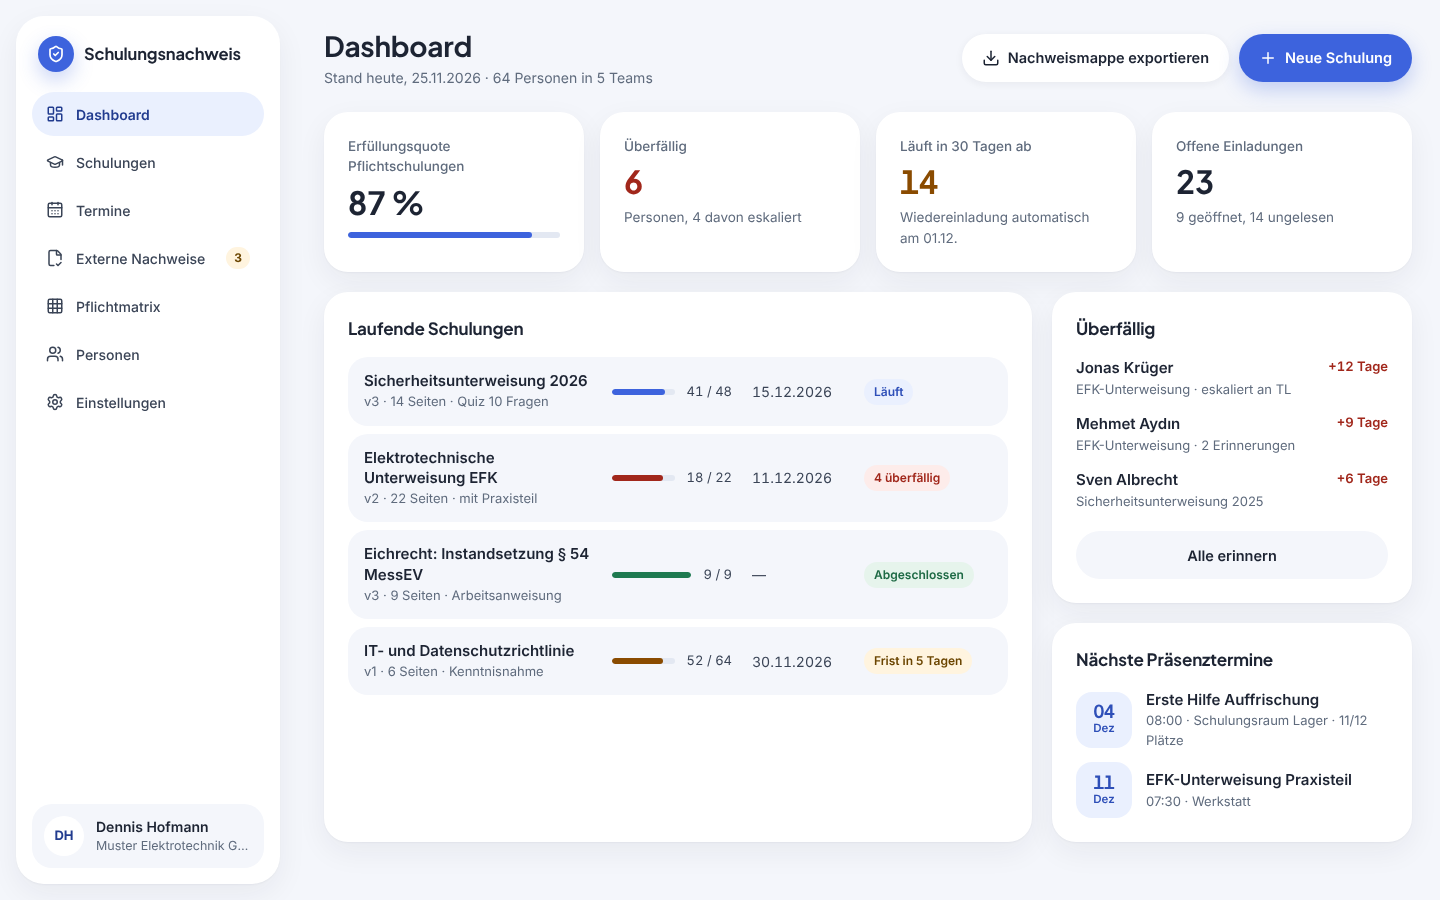 Schulungsnachweis
Dashboard
Schulungen
Termine
Externe Nachweise 3
Pflichtmatrix
Personen
Einstellungen
DH
Dennis Hofmann
Muster Elektrotechnik G...
Dashboard
Stand heute, 25.11.2026 · 64 Personen in 5 Teams
Nachweismappe exportieren
Neue Schulung
Erfüllungsquote
Pflichtschulungen
87 %
Überfällig
6
Personen, 4 davon eskaliert
Läuft in 30 Tagen ab
14
Wiedereinladung automatisch
am 01.12.
Offene Einladungen
23
9 geöffnet, 14 ungelesen
Laufende Schulungen
Sicherheitsunterweisung 2026
v3 · 14 Seiten · Quiz 10 Fragen
41 / 48
15.12.2026
Läuft
Elektrotechnische
Unterweisung EFK
v2 · 22 Seiten · mit Praxisteil
18 / 22
11.12.2026
4 überfällig
Eichrecht: Instandsetzung § 54
MessEV
v3 · 9 Seiten · Arbeitsanweisung
9 / 9
—
Abgeschlossen
IT- und Datenschutzrichtlinie
v1 · 6 Seiten · Kenntnisnahme
52 / 64
30.11.2026
Frist in 5 Tagen
Überfällig
Jonas Krüger
+12 Tage
EFK-Unterweisung · eskaliert an TL
Mehmet Aydın
+9 Tage
EFK-Unterweisung · 2 Erinnerungen
Sven Albrecht
+6 Tage
Sicherheitsunterweisung 2025
Alle erinnern
Nächste Präsenztermine
04
Dez
Erste Hilfe Auffrischung
08:00 · Schulungsraum Lager · 11/12
Plätze
11
Dez
EFK-Unterweisung Praxisteil
07:30 · Werkstatt